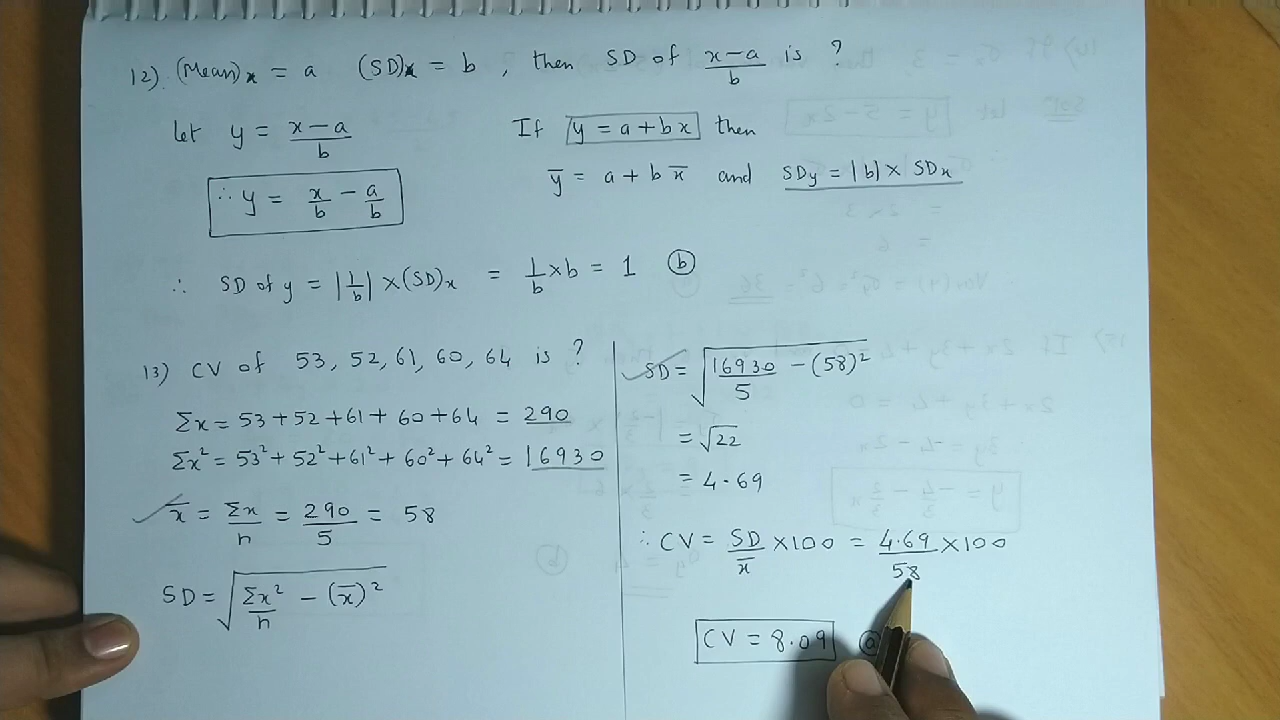 12) (Mean)x = a (SD)x = b, then SD of x-a/b is ?
Let y = x-a/b If y = a+bx then
∴ y = x/b - a/b ȳ = a + b x̄ and SDy = |b| × SDx
∴ SD of y = |1/b| × (SD)x = 1/b × b = 1 (b)
13) CV of 53, 52, 61, 60, 64 is ?
Σx = 53+52+61+60+64 = 290
Σx² = 53²+52²+61²+60²+64² = 16930
x̄ = Σx/n = 290/5 = 58
SD = √(Σx²/n - (x̄)²)
SD = √(16930/5 - (58)²)
= √22
= 4.69
∴ CV = SD/x̄ × 100 = 4.69/58 × 100
CV = 8.09 (a)